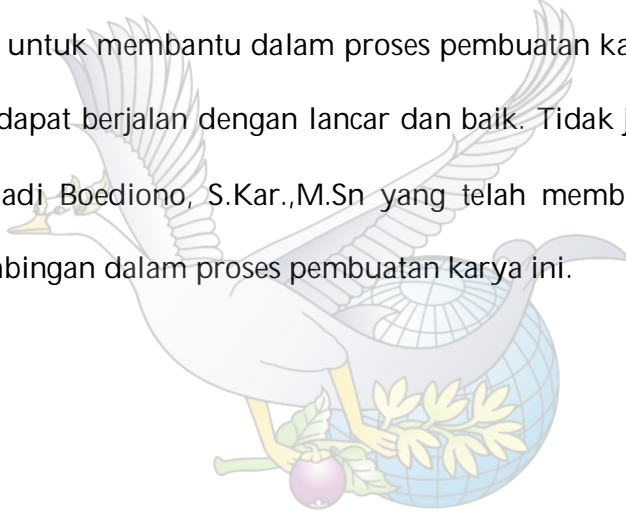 untuk membantu dalam proses pembuatan ka
dapat berjalan dengan lancar dan baik. Tidak j
adi Boediono, S.Kar.,M.Sn yang telah memb
bingan dalam proses pembuatan karya ini.